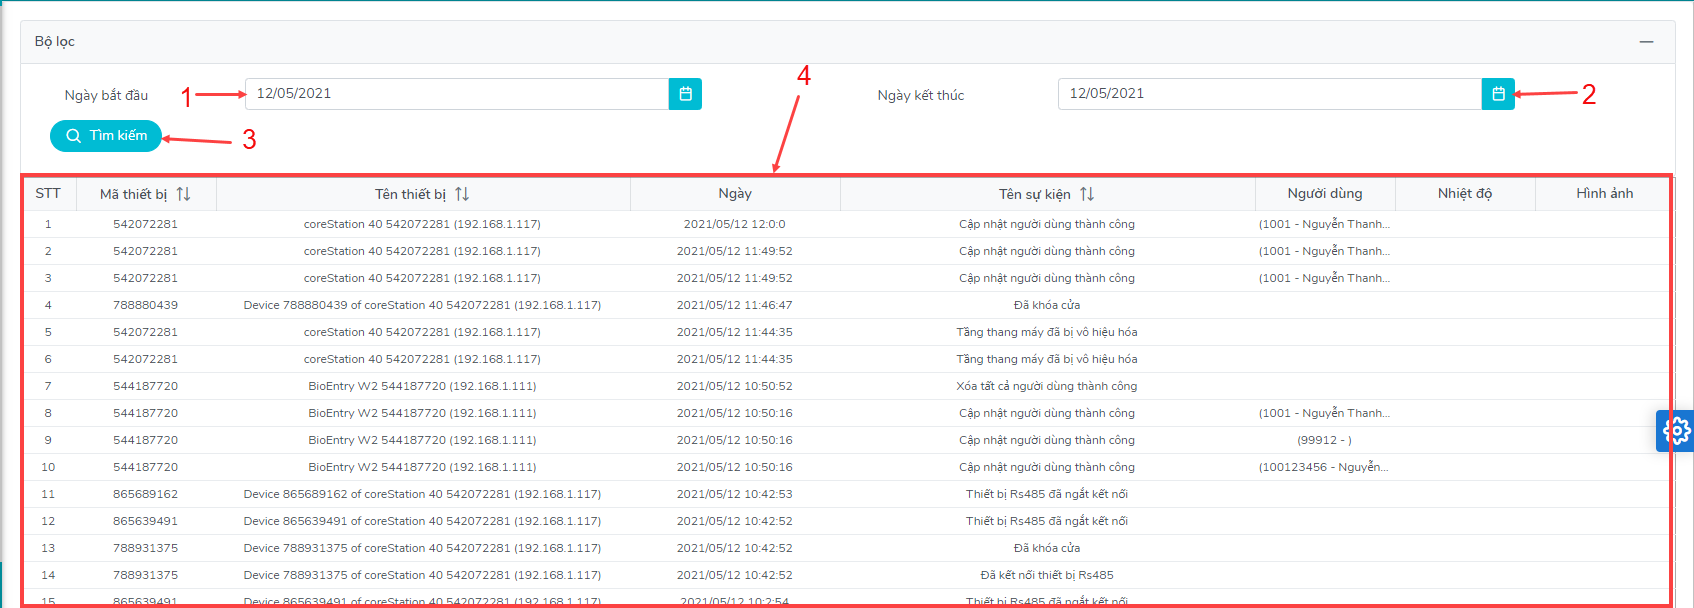 Bộ lọc
Ngày bắt đầu 1 12/05/2021 4 Ngày kết thúc 12/05/2021 2
Tìm kiếm 3
STT Mã thiết bị Tên thiết bị Ngày Tên sự kiện Người dùng Nhiệt độ Hình ảnh
1 542072281 coreStation 40 542072281 (192.168.1.117) 2021/05/12 12:0:0 Cập nhật người dùng thành công (1001 - Nguyễn Thanh...
2 542072281 coreStation 40 542072281 (192.168.1.117) 2021/05/12 11:49:52 Cập nhật người dùng thành công (1001 - Nguyễn Thanh...
3 542072281 coreStation 40 542072281 (192.168.1.117) 2021/05/12 11:49:52 Cập nhật người dùng thành công (1001 - Nguyễn Thanh...
4 788880439 Device 788880439 of coreStation 40 542072281 (192.168.1.117) 2021/05/12 11:46:47 Đã khóa cửa
5 542072281 coreStation 40 542072281 (192.168.1.117) 2021/05/12 11:44:35 Tầng thang máy đã bị vô hiệu hóa
6 542072281 coreStation 40 542072281 (192.168.1.117) 2021/05/12 11:44:35 Tầng thang máy đã bị vô hiệu hóa
7 544187720 BioEntry W2 544187720 (192.168.1.111) 2021/05/12 10:50:52 Xóa tất cả người dùng thành công
8 544187720 BioEntry W2 544187720 (192.168.1.111) 2021/05/12 10:50:16 Cập nhật người dùng thành công (1001 - Nguyễn Thanh...
9 544187720 BioEntry W2 544187720 (192.168.1.111) 2021/05/12 10:50:16 Cập nhật người dùng thành công (99912 - )
10 544187720 BioEntry W2 544187720 (192.168.1.111) 2021/05/12 10:50:16 Cập nhật người dùng thành công (100123456 - Nguyễn...
11 865689162 Device 865689162 of coreStation 40 542072281 (192.168.1.117) 2021/05/12 10:42:53 Thiết bị Rs485 đã ngắt kết nối
12 865639491 Device 865639491 of coreStation 40 542072281 (192.168.1.117) 2021/05/12 10:42:52 Thiết bị Rs485 đã ngắt kết nối
13 788931375 Device 788931375 of coreStation 40 542072281 (192.168.1.117) 2021/05/12 10:42:52 Đã khóa cửa
14 788931375 Device 788931375 of coreStation 40 542072281 (192.168.1.117) 2021/05/12 10:42:52 Đã kết nối thiết bị Rs485
15 865639491 Device 865639491 of coreStation 40 542072281 (192.168.1.117) 2021/05/12 10:2:54 Thiết bị Rs485 đã ngắt kết nối